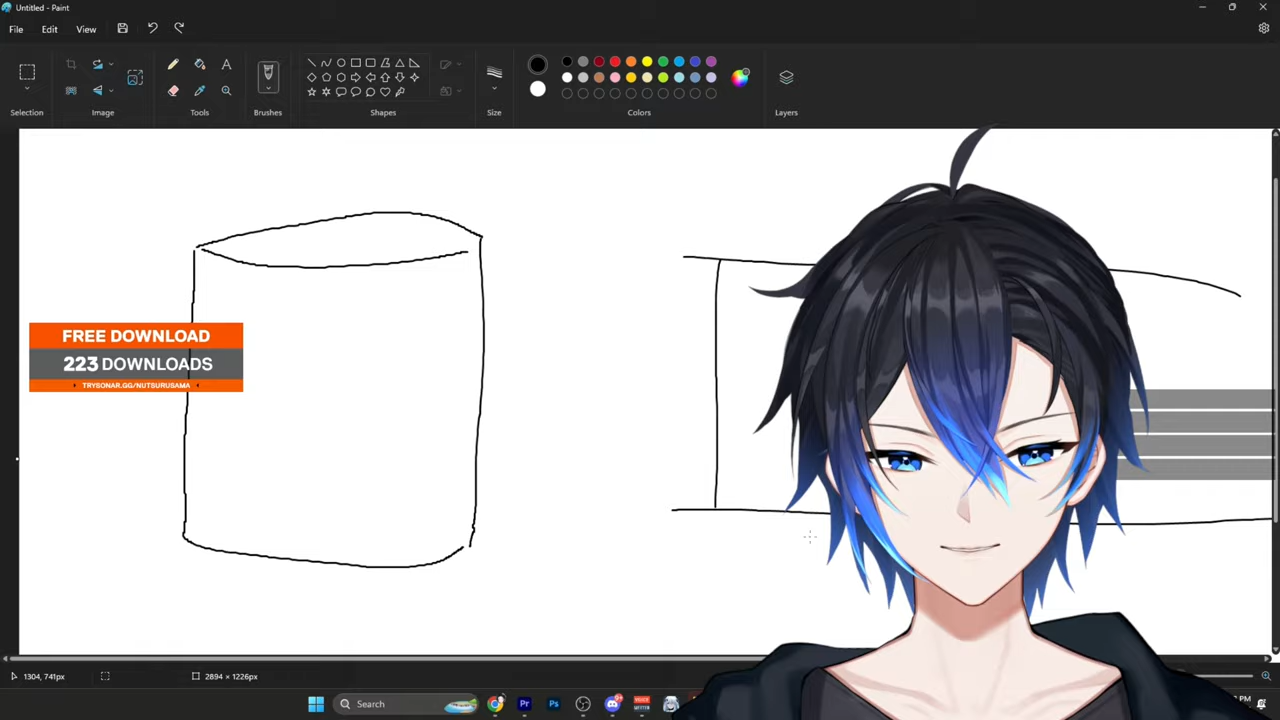 Untitled - Paint
File Edit View
Selection Image Tools Brushes Shapes Size Colors Layers
FREE DOWNLOAD
223 DOWNLOADS
TRYSONAR.GG/NUTSURUSAMA
1304, 741px 2894 × 1226px
Search